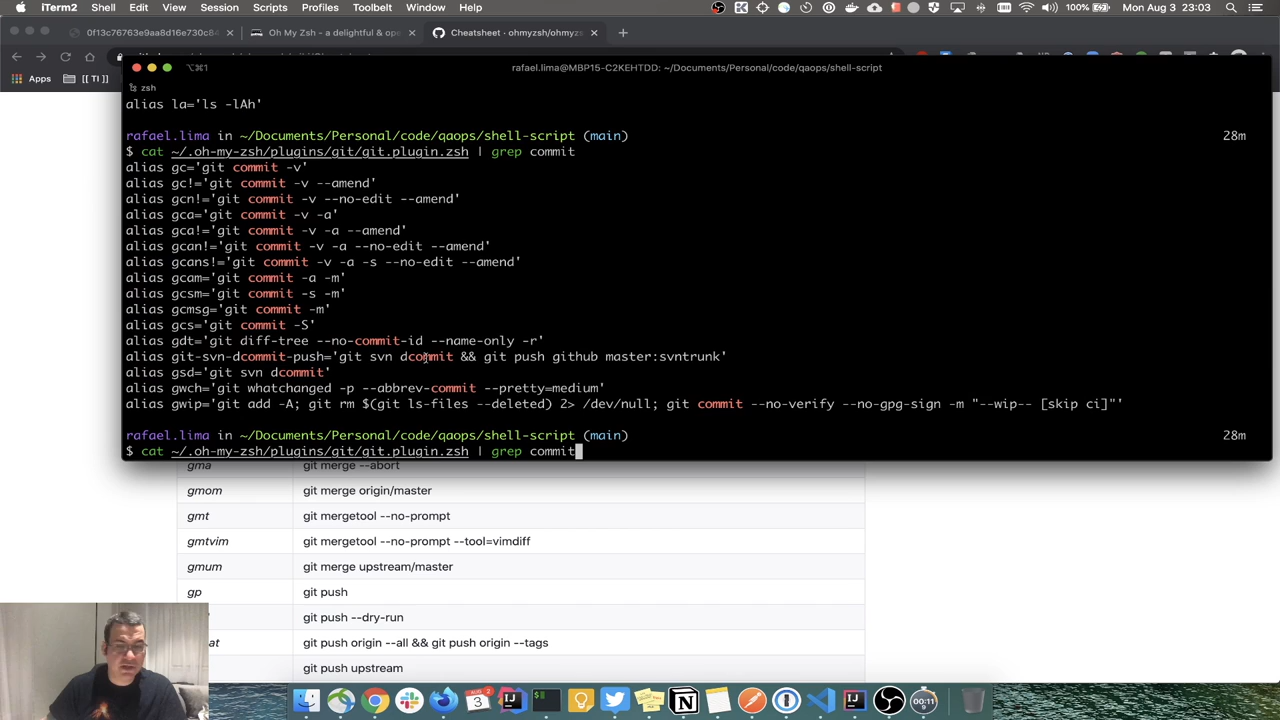 iTerm2 Shell Edit View Session Scripts Profiles Toolbelt Window Help
100% Mon Aug 3 23:03
0f13c76763e9aa8d16e730c84
Oh My Zsh - a delightful & ope
Cheatsheet · ohmyzsh/ohmyzs
Apps
[[ TI ]]
⌥⌘1
rafael.lima@MBP15-C2KEHTDD: ~/Documents/Personal/code/qaops/shell-script
zsh
alias la='ls -lAh'
rafael.lima in ~/Documents/Personal/code/qaops/shell-script (main) 28m
$ cat ~/.oh-my-zsh/plugins/git/git.plugin.zsh | grep commit
alias gc='git commit -v'
alias gc!='git commit -v --amend'
alias gcn!='git commit -v --no-edit --amend'
alias gca='git commit -v -a'
alias gca!='git commit -v -a --amend'
alias gcan!='git commit -v -a --no-edit --amend'
alias gcans!='git commit -v -a -s --no-edit --amend'
alias gcam='git commit -a -m'
alias gcsm='git commit -s -m'
alias gcmsg='git commit -m'
alias gcs='git commit -S'
alias gdt='git diff-tree --no-commit-id --name-only -r'
alias git-svn-dcommit-push='git svn dcommit && git push github master:svntrunk'
alias gsd='git svn dcommit'
alias gwch='git whatchanged -p --abbrev-commit --pretty=medium'
alias gwip='git add -A; git rm $(git ls-files --deleted) 2> /dev/null; git commit --no-verify --no-gpg-sign -m "--wip-- [skip ci]"'
rafael.lima in ~/Documents/Personal/code/qaops/shell-script (main) 28m
$ cat ~/.oh-my-zsh/plugins/git/git.plugin.zsh | grep commit
gma git merge --abort
gmom git merge origin/master
gmt git mergetool --no-prompt
gmtvim git mergetool --no-prompt --tool=vimdiff
gmum git merge upstream/master
gp git push
git push --dry-run
at git push origin --all && git push origin --tags
git push upstream
AUG
3
00:11